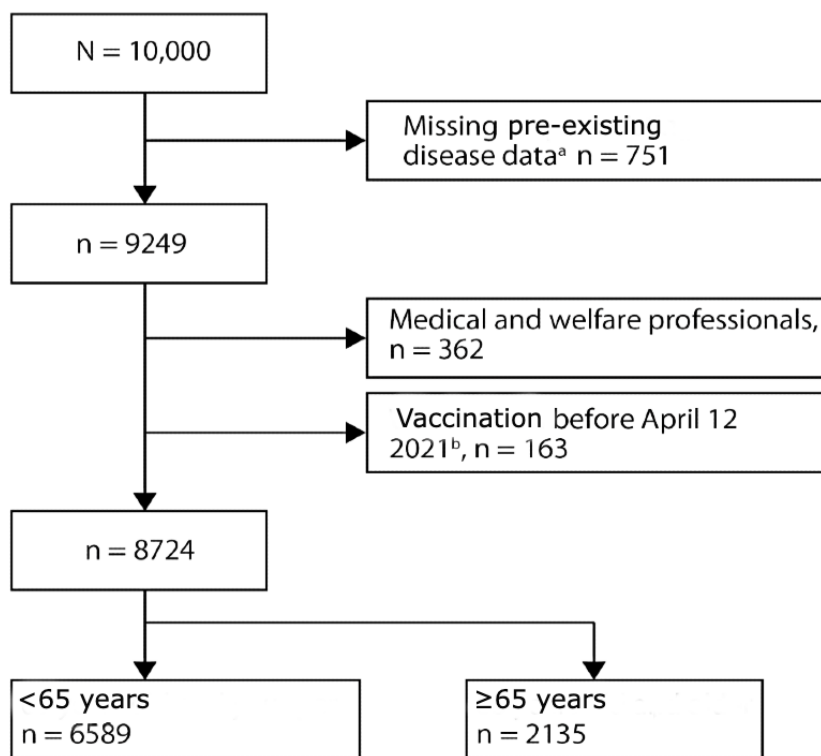 N = 10,000
Missing pre-existing
disease dataᵃ n = 751
n = 9249
Medical and welfare professionals,
n = 362
Vaccination before April 12
2021ᵇ, n = 163
n = 8724
<65 years
n = 6589
≥65 years
n = 2135